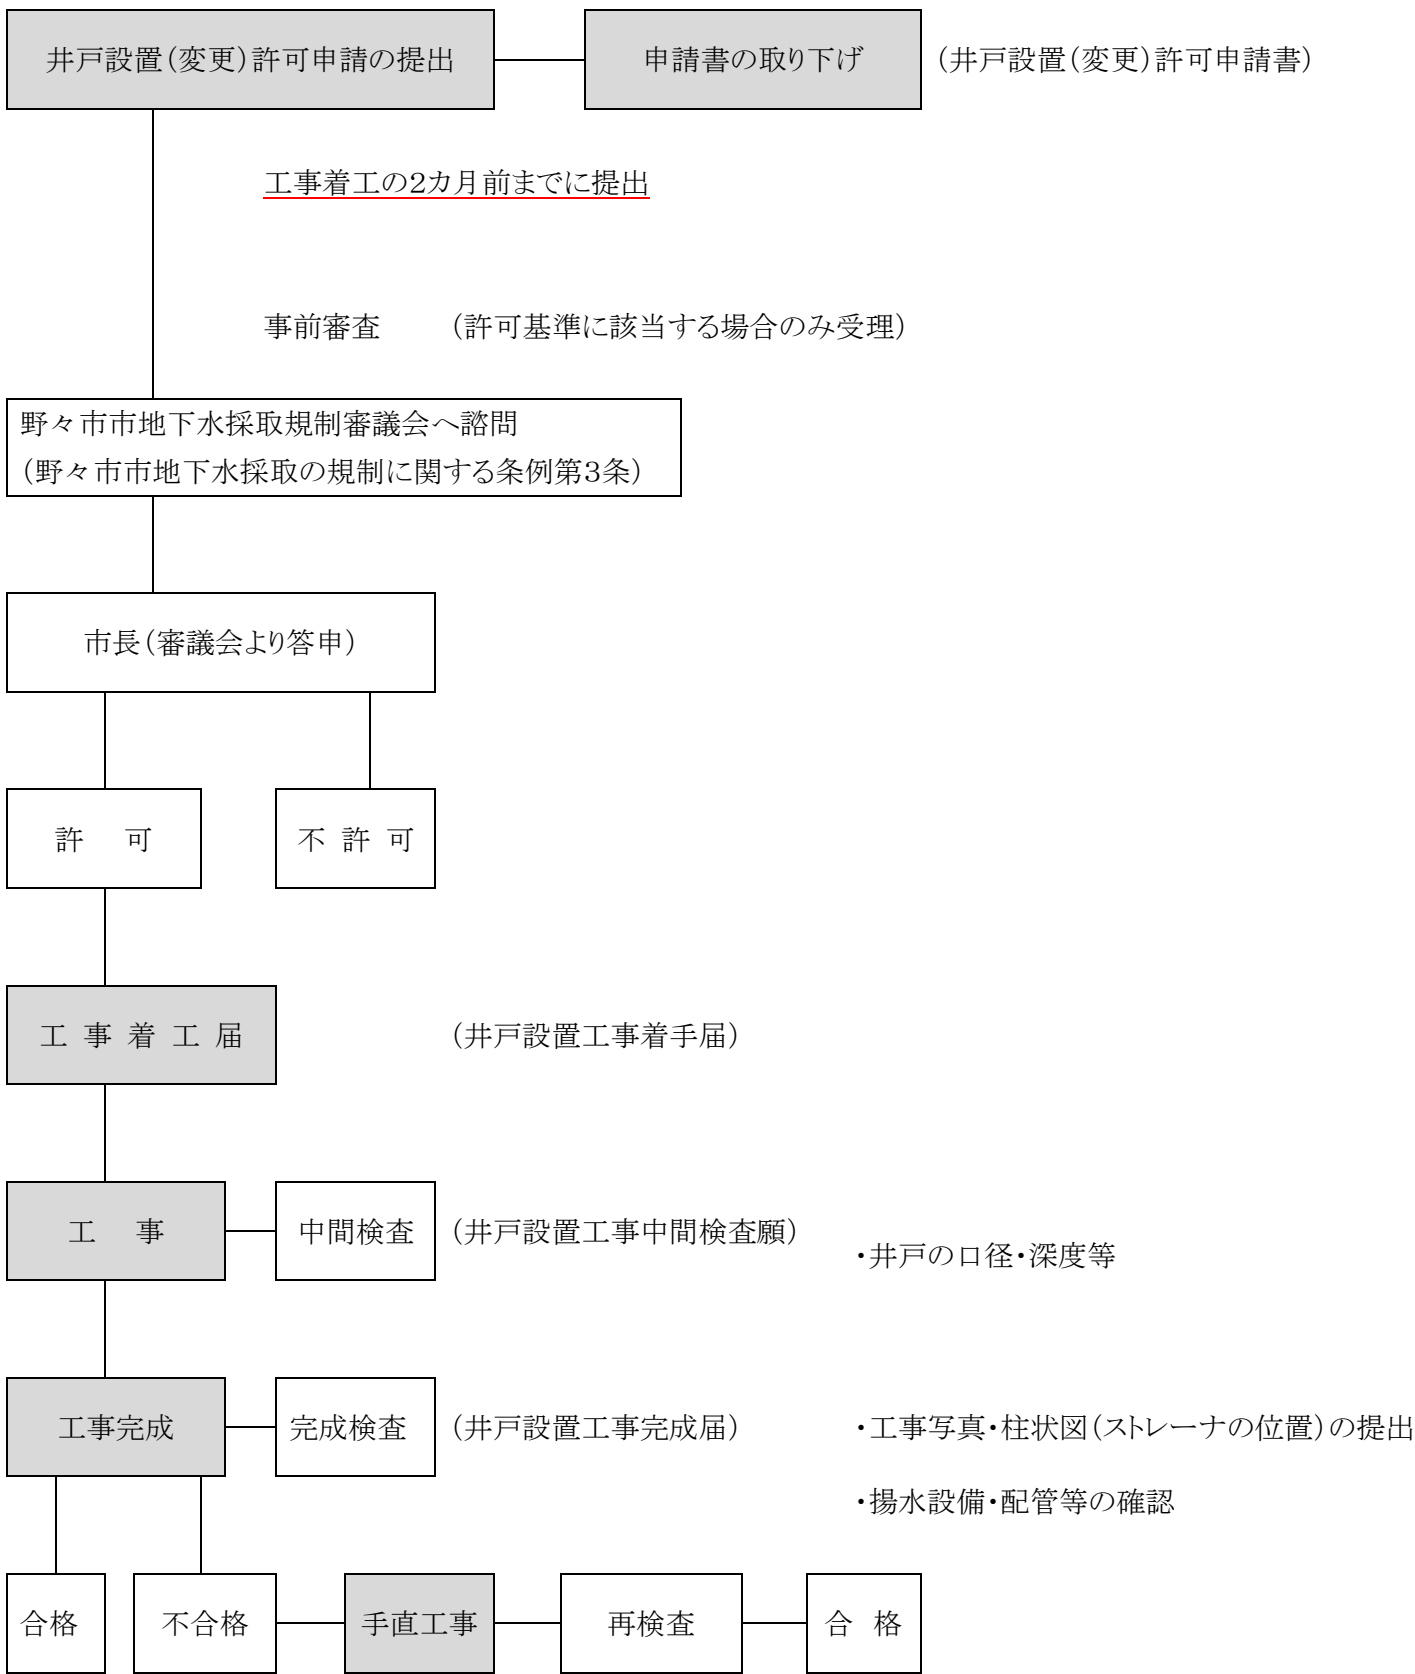 井戸設置(変更)許可申請の提出
申請書の取り下げ
(井戸設置(変更)許可申請書)
工事着工の2カ月前までに提出
事前審査 (許可基準に該当する場合のみ受理)
野々市市地下水採取規制審議会へ諮問
(野々市市地下水採取の規制に関する条例第3条)
市長(審議会より答申)
許 可
不 許 可
工 事 着 工 届
(井戸設置工事着手届)
工 事
中間検査
(井戸設置工事中間検査願)
・井戸の口径・深度等
工事完成
完成検査
(井戸設置工事完成届)
・工事写真・柱状図(ストレーナの位置)の提出
・揚水設備・配管等の確認
合格
不合格
手直工事
再検査
合 格